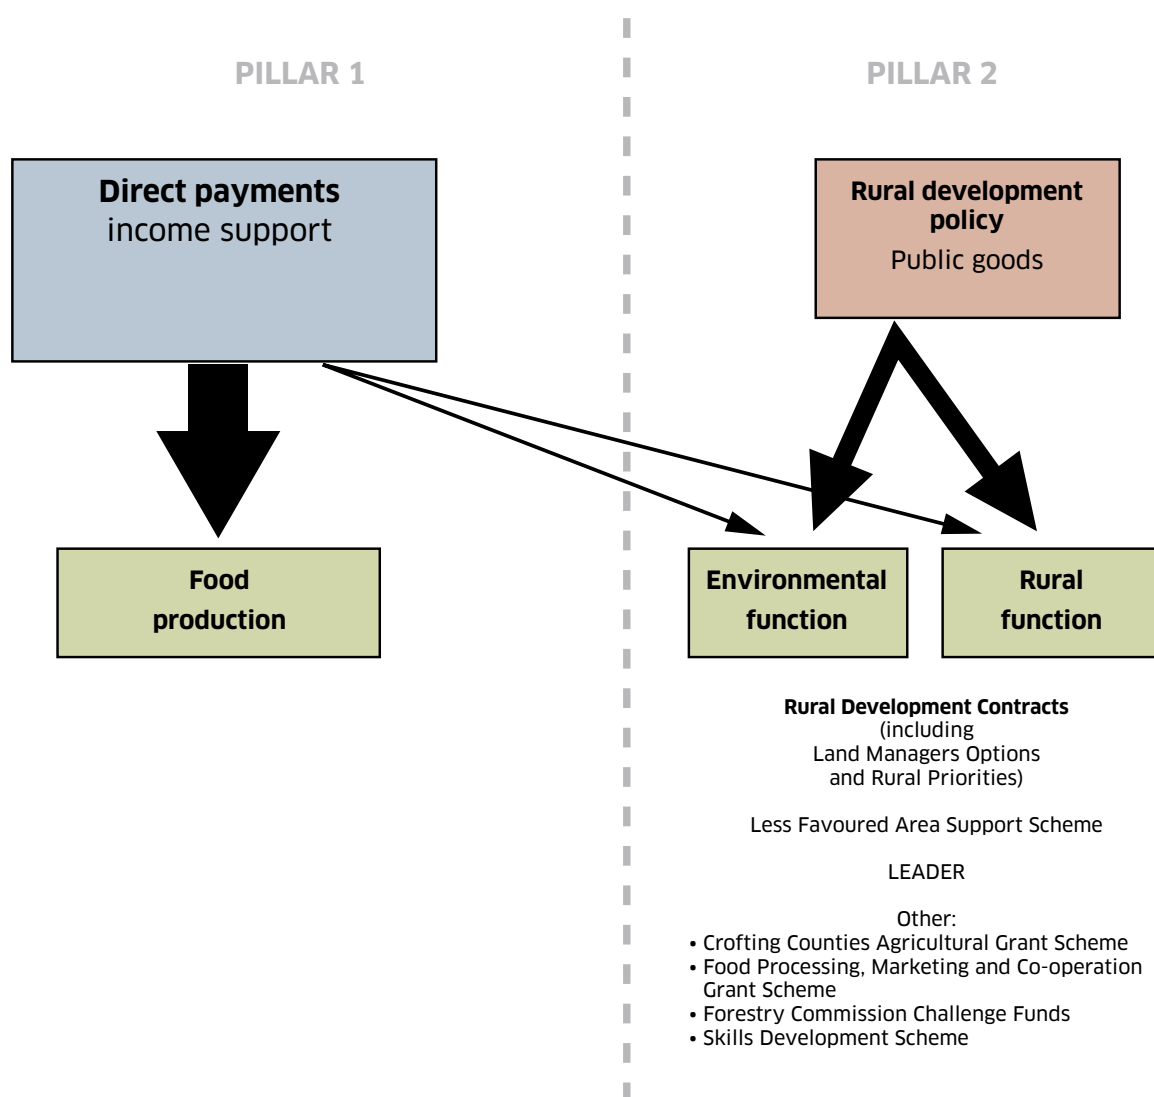 PILLAR 1
PILLAR 2
Direct payments
income support
Rural development
policy
Public goods
Food
production
Environmental
function
Rural
function
Rural Development Contracts
(including
Land Managers Options
and Rural Priorities)
Less Favoured Area Support Scheme
LEADER
Other:
• Crofting Counties Agricultural Grant Scheme
• Food Processing, Marketing and Co-operation
Grant Scheme
• Forestry Commission Challenge Funds
• Skills Development Scheme